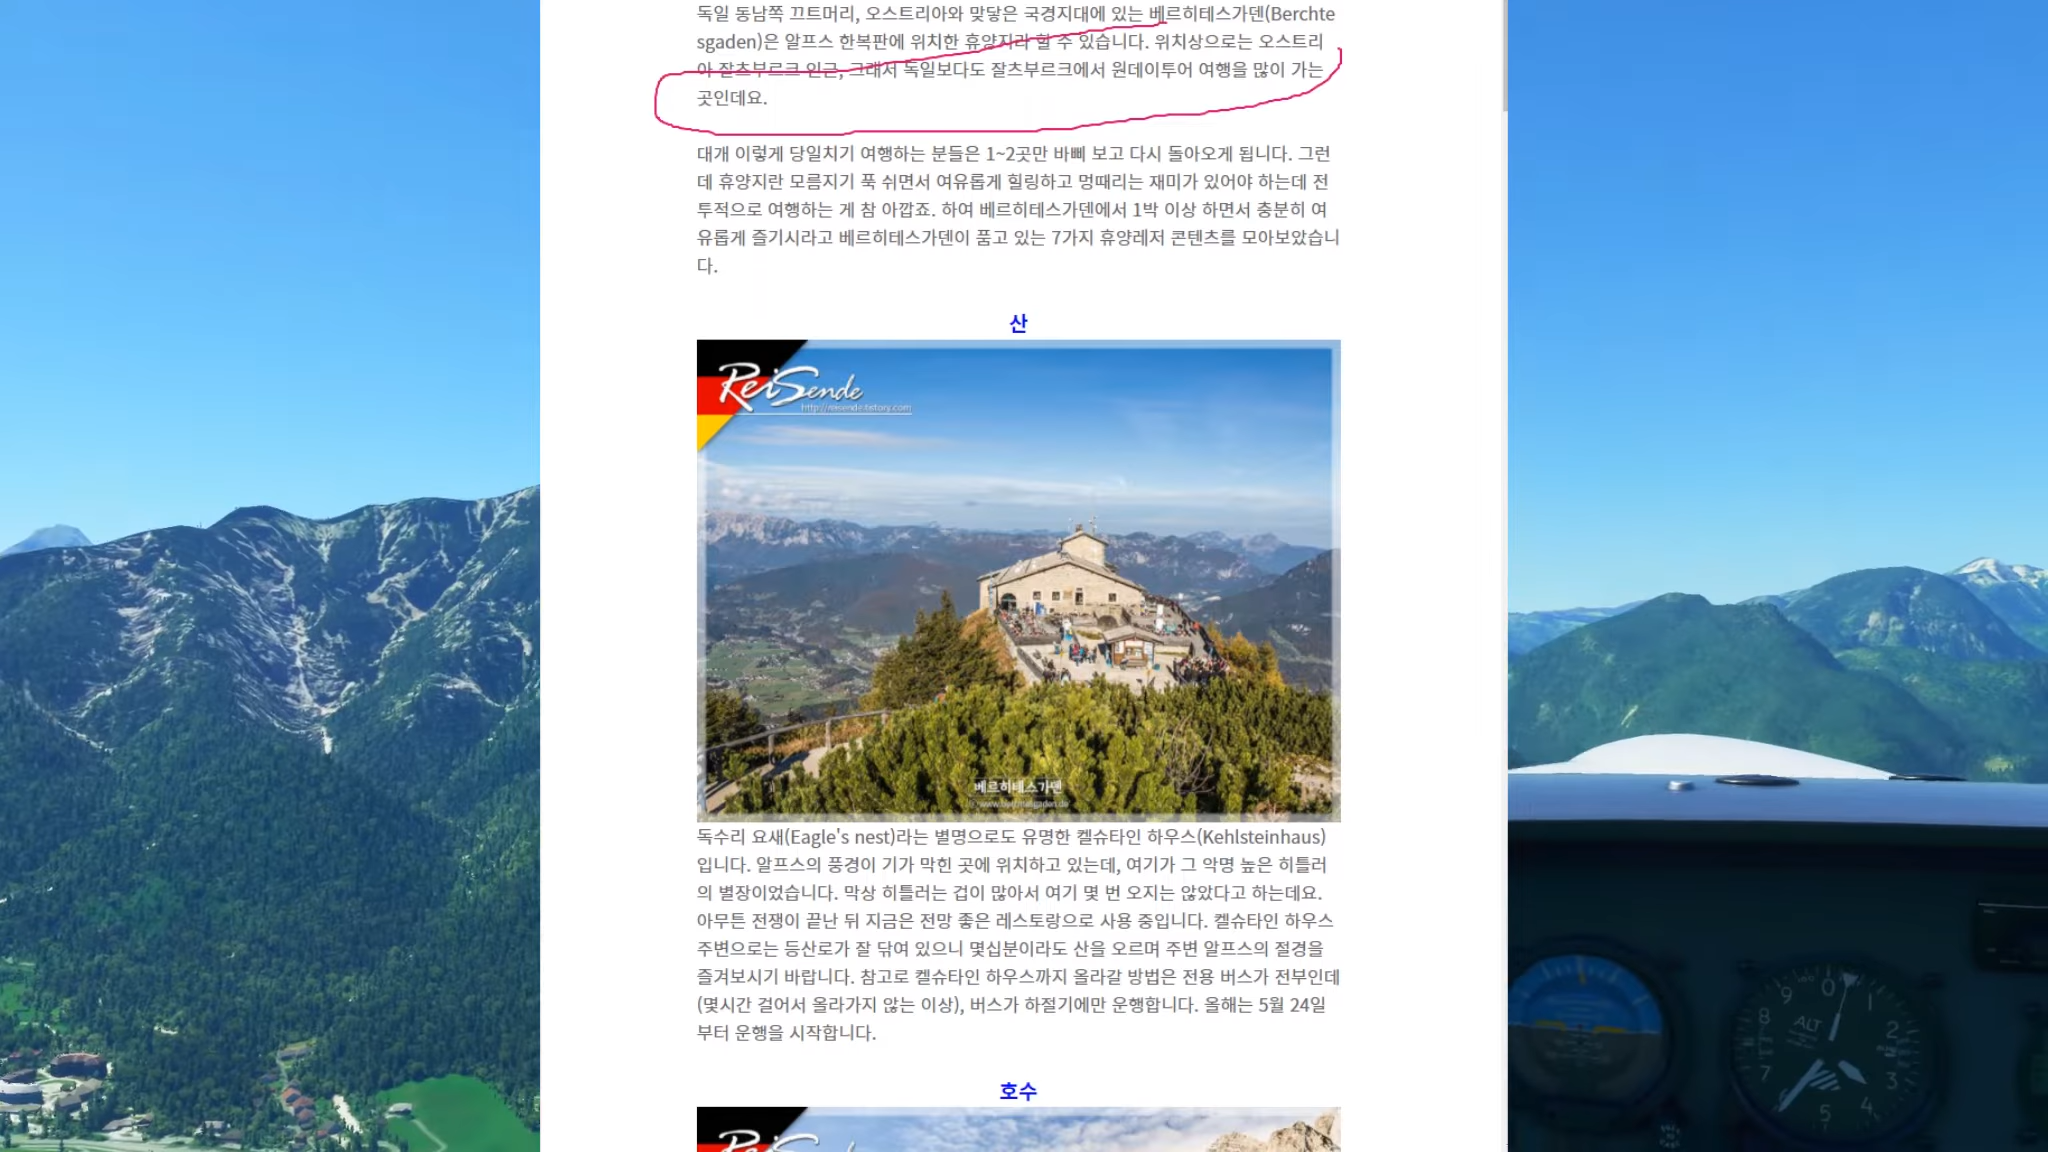 독일 동남쪽 끄트머리, 오스트리아와 맞닿은 국경지대에 있는 베르히테스가덴(Berchte
sgaden)은 알프스 한복판에 위치한 휴양지라 할 수 있습니다. 위치상으로는 오스트리
아 잘츠부르크 인근, 그래서 독일보다도 잘츠부르크에서 원데이투어 여행을 많이 가는
곳인데요.
대개 이렇게 당일치기 여행하는 분들은 1~2곳만 바삐 보고 다시 돌아오게 됩니다. 그런
데 휴양지란 모름지기 푹 쉬면서 여유롭게 힐링하고 멍때리는 재미가 있어야 하는데 전
투적으로 여행하는 게 참 아깝죠. 하여 베르히테스가덴에서 1박 이상 하면서 충분히 여
유롭게 즐기시라고 베르히테스가덴이 품고 있는 7가지 휴양레저 콘텐츠를 모아보았습니
다.
산
ReiSende
http://reisende.tistory.com
베르히테스가덴
www.berchtesgaden.de
독수리 요새(Eagle's nest)라는 별명으로도 유명한 켈슈타인 하우스(Kehlsteinhaus)
입니다. 알프스의 풍경이 기가 막힌 곳에 위치하고 있는데, 여기가 그 악명 높은 히틀러
의 별장이었습니다. 막상 히틀러는 겁이 많아서 여기 몇 번 오지는 않았다고 하는데요.
아무튼 전쟁이 끝난 뒤 지금은 전망 좋은 레스토랑으로 사용 중입니다. 켈슈타인 하우스
주변으로는 등산로가 잘 닦여 있으니 몇십분이라도 산을 오르며 주변 알프스의 절경을
즐겨보시기 바랍니다. 참고로 켈슈타인 하우스까지 올라갈 방법은 전용 버스가 전부인데
(몇시간 걸어서 올라가지 않는 이상), 버스가 하절기에만 운행합니다. 올해는 5월 24일
부터 운행을 시작합니다.
호수
ReiSende
9 0
8 ALT 2
7 3
5 4